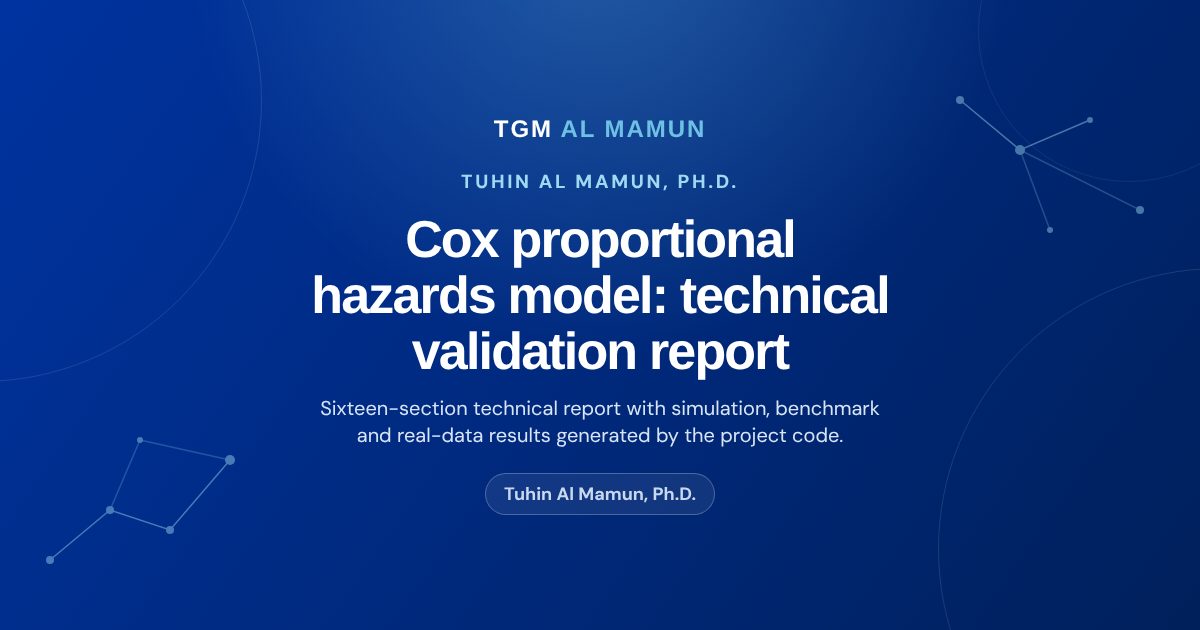 TGM AL MAMUN
TUHIN AL MAMUN, PH.D.
Cox proportional
hazards model: technical
validation report
Sixteen-section technical report with simulation, benchmark
and real-data results generated by the project code.
Tuhin Al Mamun, Ph.D.